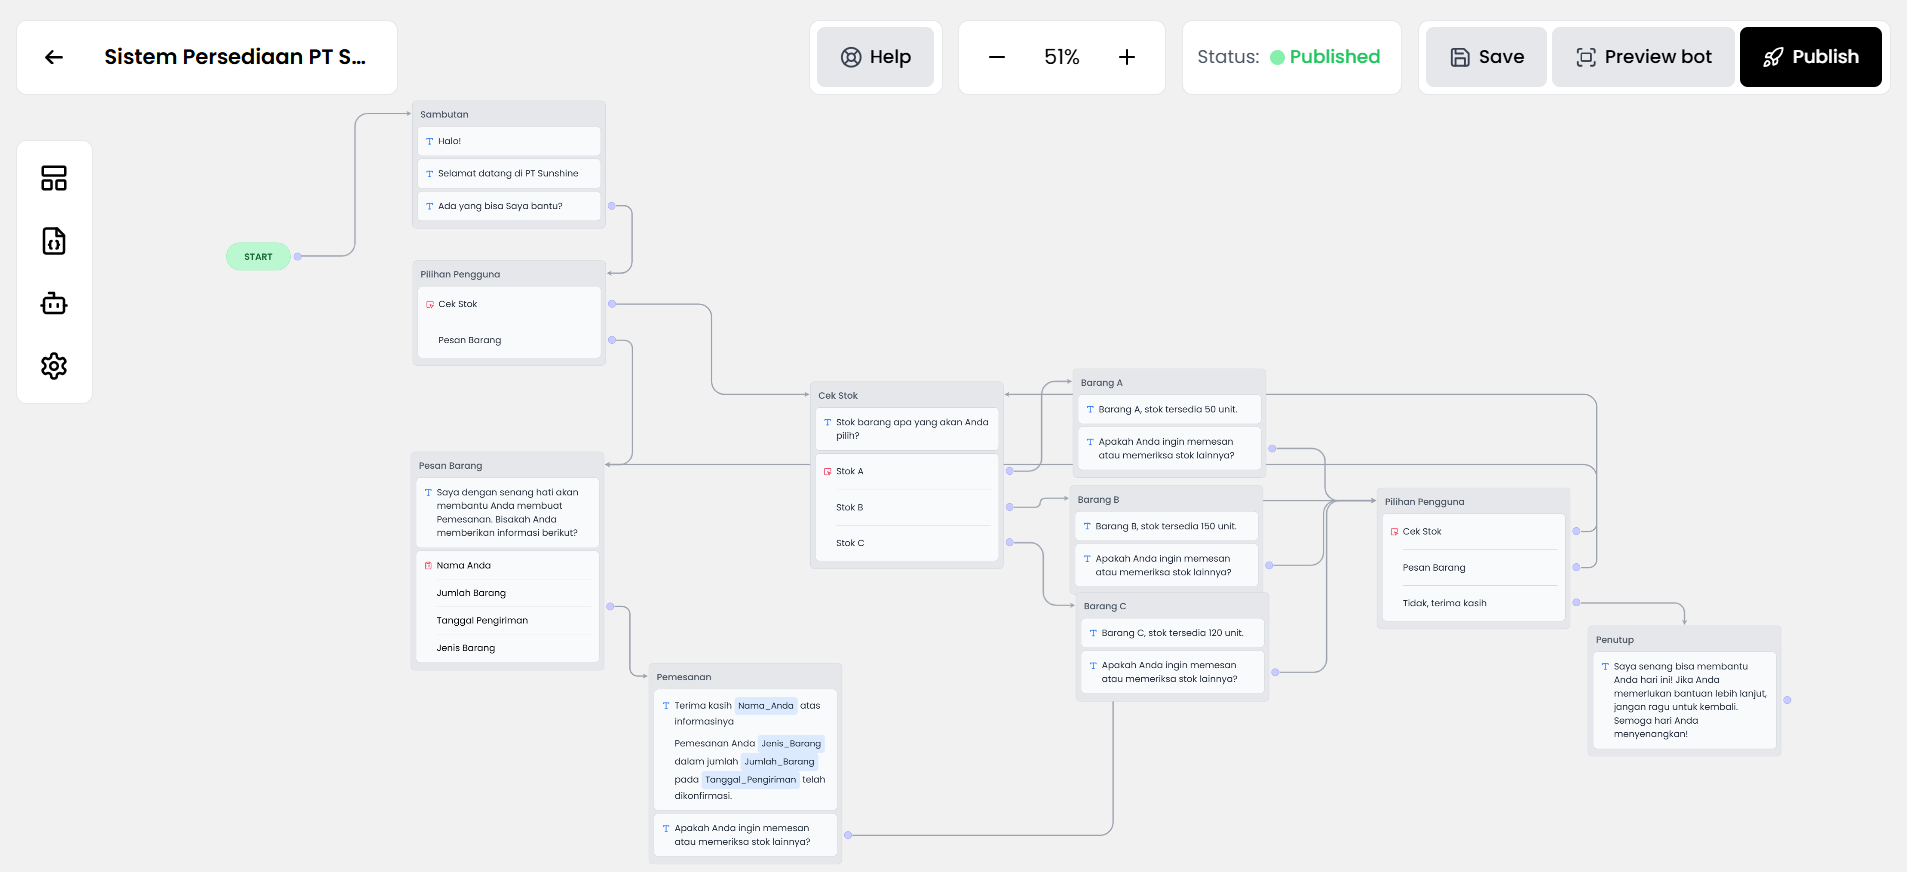 Sistem Persediaan PT S...
Help
51%
Status: Published
Save
Preview bot
Publish
START
Sambutan
Halo!
Selamat datang di PT Sunshine
Ada yang bisa Saya bantu?
Pilihan Pengguna
Cek Stok
Pesan Barang
Pesan Barang
Saya dengan senang hati akan
membantu Anda membuat
Pemesanan. Bisakah Anda
memberikan informasi berikut?
Nama Anda
Jumlah Barang
Tanggal Pengiriman
Jenis Barang
Pemesanan
Terima kasih Nama_Anda atas
informasinya
Pemesanan Anda Jenis_Barang
dalam jumlah Jumlah_Barang
pada Tanggal_Pengiriman telah
dikonfirmasi.
Apakah Anda ingin memesan
atau memeriksa stok lainnya?
Cek Stok
Stok barang apa yang akan Anda
pilih?
Stok A
Stok B
Stok C
Barang A
Barang A, stok tersedia 50 unit.
Apakah Anda ingin memesan
atau memeriksa stok lainnya?
Barang B
Barang B, stok tersedia 150 unit.
Apakah Anda ingin memesan
atau memeriksa stok lainnya?
Barang C
Barang C, stok tersedia 120 unit.
Apakah Anda ingin memesan
atau memeriksa stok lainnya?
Pilihan Pengguna
Cek Stok
Pesan Barang
Tidak, terima kasih
Penutup
Saya senang bisa membantu
Anda hari ini! Jika Anda
memerlukan bantuan lebih lanjut,
jangan ragu untuk kembali.
Semoga hari Anda
menyenangkan!